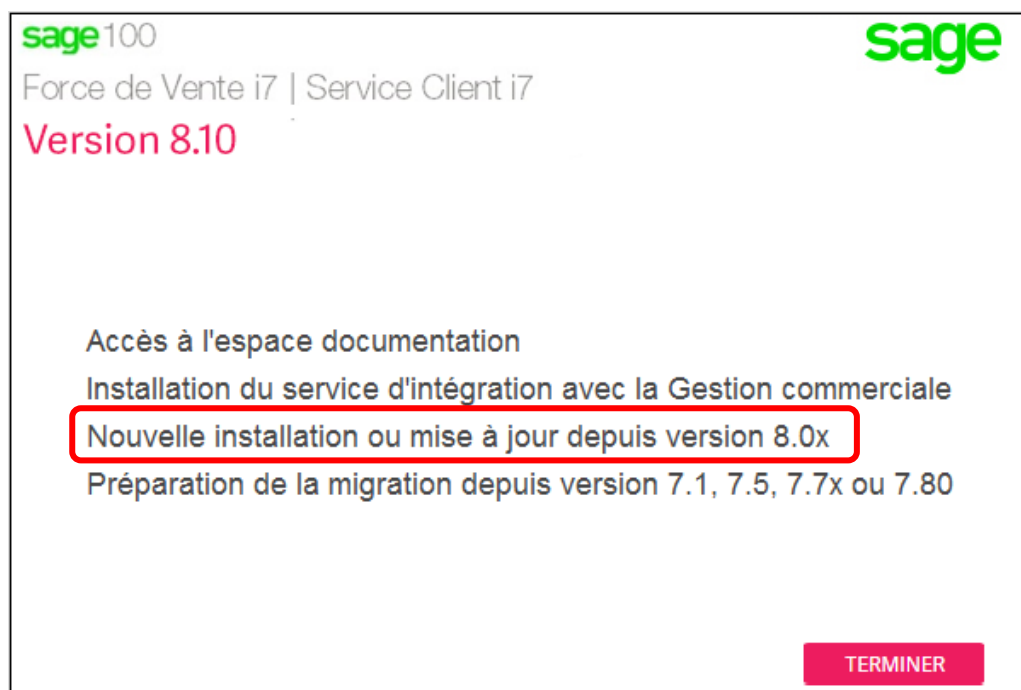 sage100
sage
Force de Vente i7 | Service Client i7
Version 8.10
Accès à l'espace documentation
Installation du service d'intégration avec la Gestion commerciale
Nouvelle installation ou mise à jour depuis version 8.0x
Préparation de la migration depuis version 7.1, 7.5, 7.7x ou 7.80
TERMINER